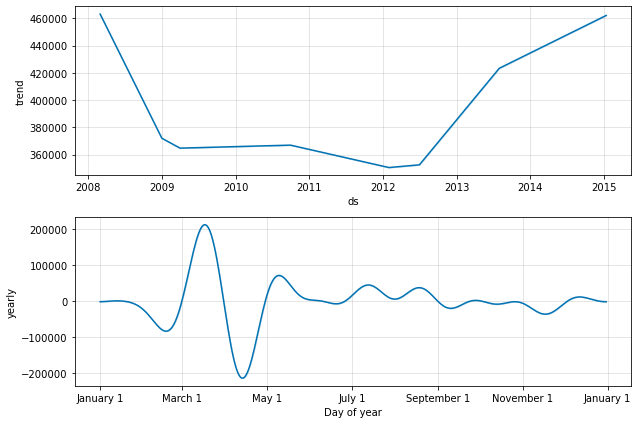 460000
440000
420000
400000
380000
360000
trend
2008 2009 2010 2011 2012 2013 2014 2015
ds
200000
100000
0
−100000
−200000
yearly
January 1 March 1 May 1 July 1 September 1 November 1 January 1
Day of year